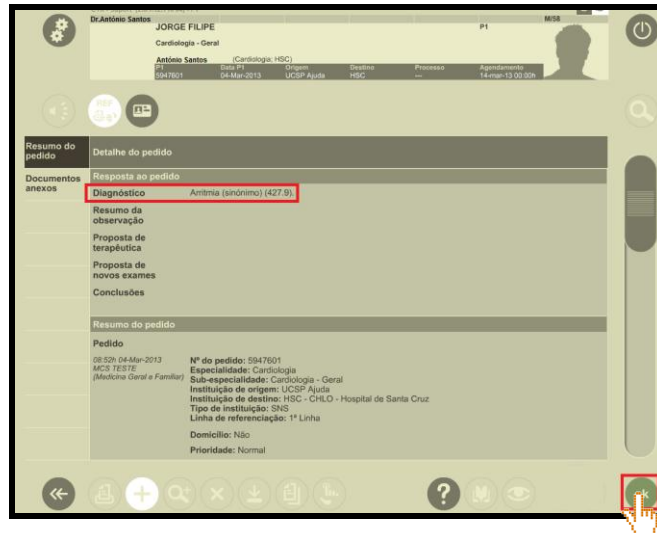 Dr.António Santos
M/58
JORGE FILIPE
P1
Cardiologia - Geral
António Santos (Cardiologia; HSC)
P1 Data P1 Origem Destino Processo Agendamento
5947601 04-Mar-2013 UCSP Ajuda HSC --- 14-mar-13 00:00h
REF
Resumo do
pedido
Detalhe do pedido
Documentos
anexos
Resposta ao pedido
Diagnóstico Arritmia (sinónimo) (427.9).
Resumo da
observação
Proposta de
terapêutica
Proposta de
novos exames
Conclusões
Resumo do pedido
Pedido
08:52h 04-Mar-2013
MCS TESTE
(Medicina Geral e Familiar)
Nº do pedido: 5947601
Especialidade: Cardiologia
Sub-especialidade: Cardiologia - Geral
Instituição de origem: UCSP Ajuda
Instituição de destino: HSC - CHLO - Hospital de Santa Cruz
Tipo de instituição: SNS
Linha de referenciação: 1ª Linha
Domicílio: Não
Prioridade: Normal
?